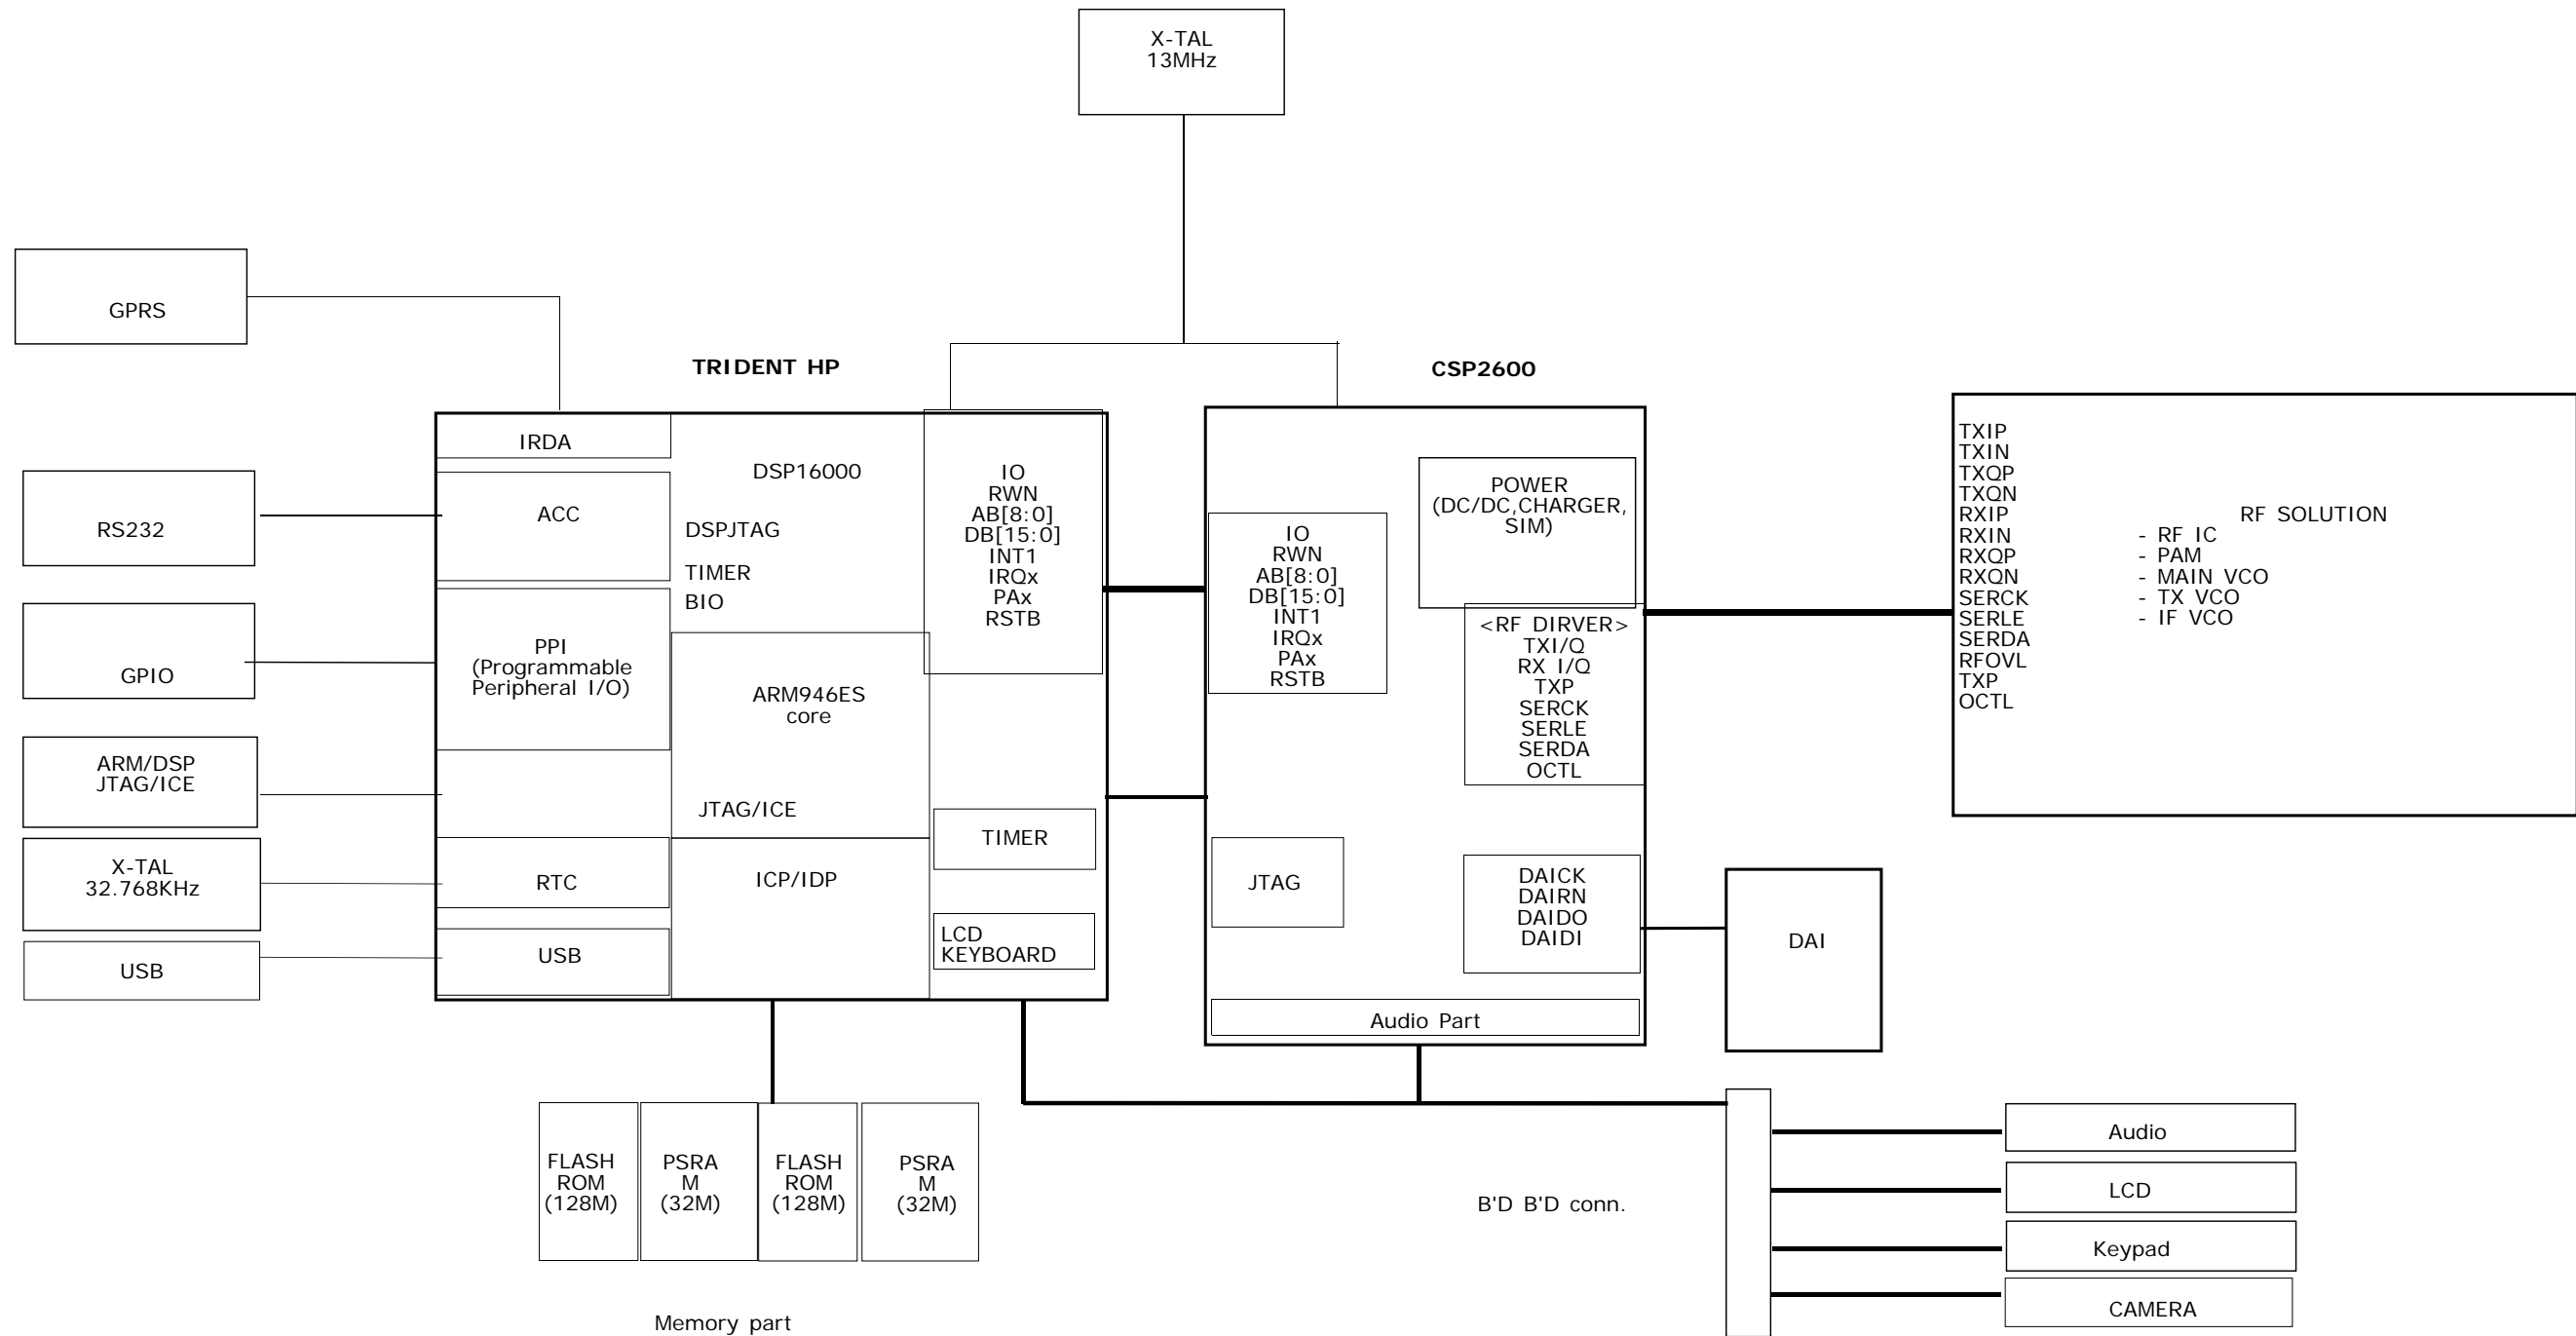 X-TAL
13MHz
GPRS
TRIDENT HP
CSP2600
IRDA
DSP16000
ACC
DSPJTAG
TIMER
BIO
IO
RWN
AB[8:0]
DB[15:0]
INT1
IRQx
PAx
RSTB
RS232
GPIO
PPI
(Programmable
Peripheral I/O)
ARM946ES
core
JTAG/ICE
ARM/DSP
JTAG/ICE
X-TAL
32.768KHz
USB
RTC
USB
ICP/IDP
TIMER
LCD
KEYBOARD
IO
RWN
AB[8:0]
DB[15:0]
INT1
IRQx
PAx
RSTB
POWER
(DC/DC,CHARGER,
SIM)
<RF DIRVER>
TXI/Q
RX I/Q
TXP
SERCK
SERLE
SERDA
OCTL
JTAG
DAICK
DAIRN
DAIDO
DAIDI
Audio Part
DAI
TXIP
TXIN
TXQP
TXQN
RXIP
RXIN
RXQP
RXQN
SERCK
SERLE
SERDA
RFOVL
TXP
OCTL
RF SOLUTION
- RF IC
- PAM
- MAIN VCO
- TX VCO
- IF VCO
FLASH
ROM
(128M)
PSRA
M
(32M)
FLASH
ROM
(128M)
PSRA
M
(32M)
Memory part
B'D B'D conn.
Audio
LCD
Keypad
CAMERA